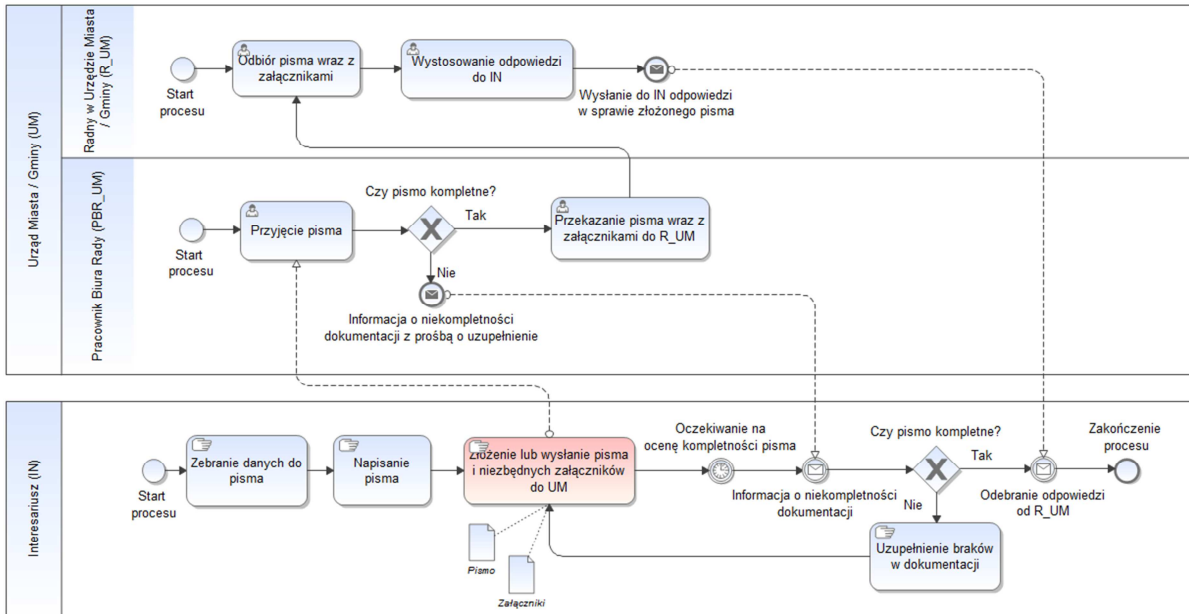 Urząd Miasta / Gminy (UM)
Radny w Urzędzie Miasta
/ Gminy (R_UM)
Start
procesu
Odbiór pisma wraz z
załącznikami
Wystosowanie odpowiedzi
do IN
Wysłanie do IN odpowiedzi
w sprawie złożonego pisma
Pracownik Biura Rady (PBR_UM)
Start
procesu
Przyjęcie pisma
Czy pismo kompletne?
Tak
Nie
Przekazanie pisma wraz z
załącznikami do R_UM
Informacja o niekompletności
dokumentacji z prośbą o uzupełnienie
Interesariusz (IN)
Start
procesu
Zebranie danych do
pisma
Napisanie
pisma
Złożenie lub wysłanie pisma
i niezbędnych załączników
do UM
Pismo
Załączniki
Oczekiwanie na
ocenę kompletności pisma
Informacja o niekompletności
dokumentacji
Czy pismo kompletne?
Tak
Nie
Uzupełnienie braków
w dokumentacji
Odebranie odpowiedzi
od R_UM
Zakończenie
procesu